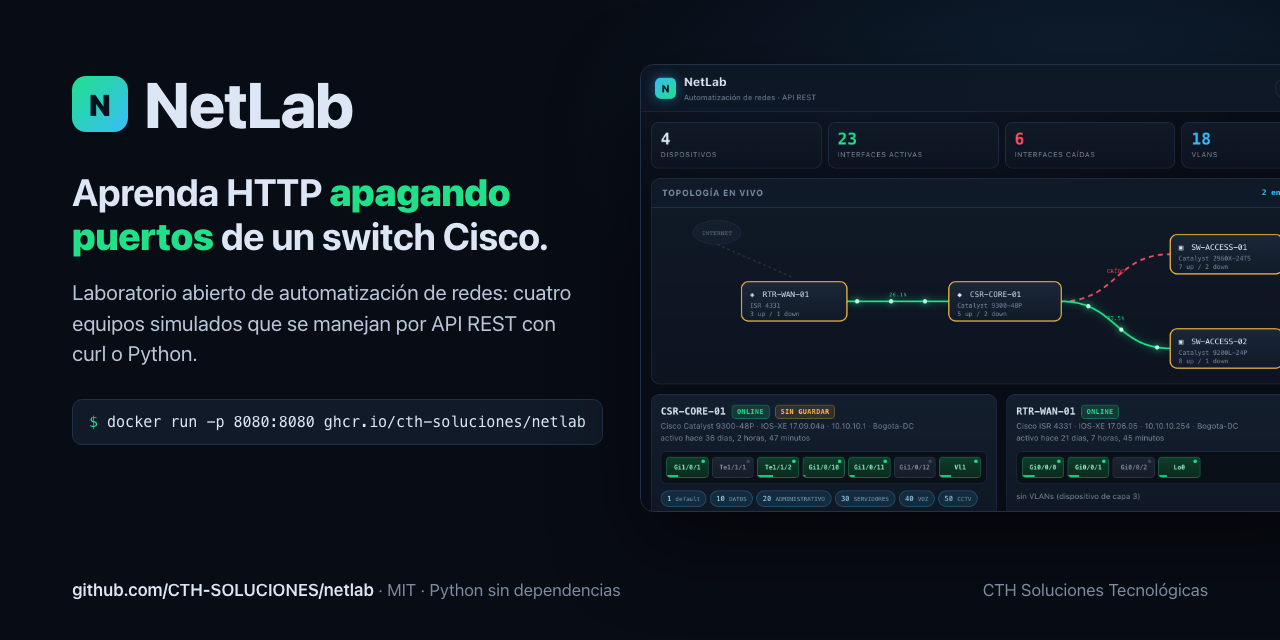 N NetLab
Aprenda HTTP apagando
puertos de un switch Cisco.
Laboratorio abierto de automatización de redes: cuatro
equipos simulados que se manejan por API REST con
curl o Python.
$ docker run -p 8080:8080 ghcr.io/cth-soluciones/netlab
N NetLab
Automatización de redes · API REST
4
DISPOSITIVOS
23
INTERFACES ACTIVAS
6
INTERFACES CAÍDAS
18
VLANS
TOPOLOGÍA EN VIVO
INTERNET
RTR-WAN-01
ISR 4331
3 up / 1 down
CSR-CORE-01
Catalyst 9300-48P
5 up / 2 down
SW-ACCESS-01
Catalyst 2960X-24TS
7 up / 2 down
SW-ACCESS-02
Catalyst 9200L-24P
8 up / 1 down
CSR-CORE-01 ONLINE SIN GUARDAR
Cisco Catalyst 9300-48P · IOS-XE 17.09.04a · 10.10.10.1 · Bogota-DC
activo hace 36 días, 2 horas, 47 minutos
Gi1/0/1 Te1/1/1 Te1/1/2 Gi1/0/10 Gi1/0/11 Gi1/0/12 Vl1
1 default 10 DATOS 20 ADMINISTRATIVO 30 SERVIDORES 40 VOZ 50 CCTV
RTR-WAN-01 ONLINE
Cisco ISR 4331 · IOS-XE 17.06.05 · 10.10.10.254 · Bogota-DC
activo hace 21 días, 7 horas, 45 minutos
Gi0/0/0 Gi0/0/1 Gi0/0/2 Lo0
sin VLANs (dispositivo de capa 3)
github.com/CTH-SOLUCIONES/netlab · MIT · Python sin dependencias
CTH Soluciones Tecnológicas